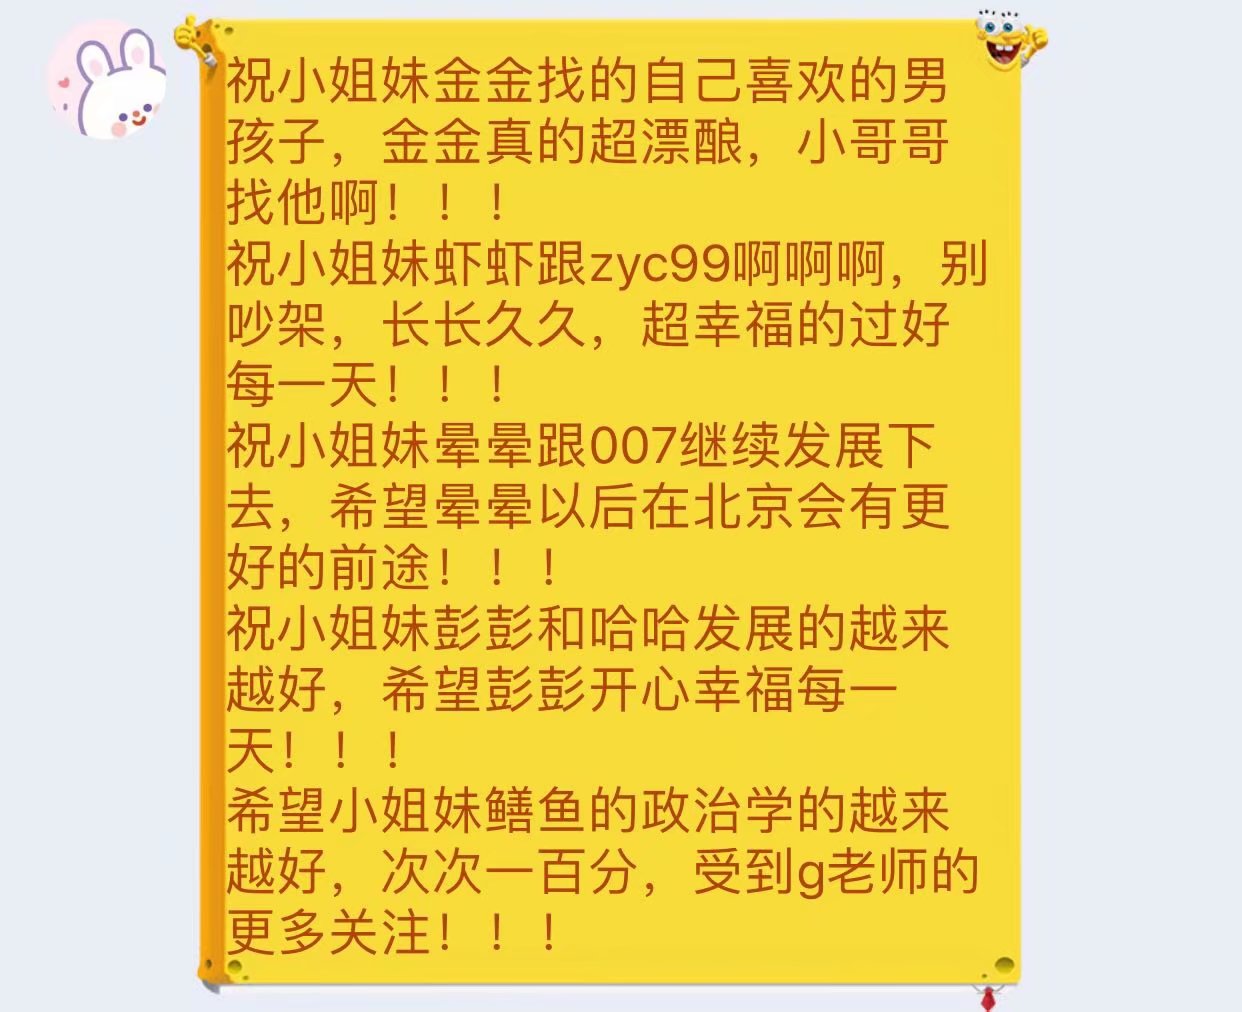 祝小姐妹金金找的自己喜欢的男
孩子，金金真的超漂酿，小哥哥
找他啊！！！
祝小姐妹虾虾跟zyc99啊啊啊，别
吵架，长长久久，超幸福的过好
每一天！！！
祝小姐妹晕晕跟007继续发展下
去，希望晕晕以后在北京会有更
好的前途！！！
祝小姐妹彭彭和哈哈发展的越来
越好，希望彭彭开心幸福每一
天！！！
希望小姐妹鳝鱼的政治学的越来
越好，次次一百分，受到g老师的
更多关注！！！